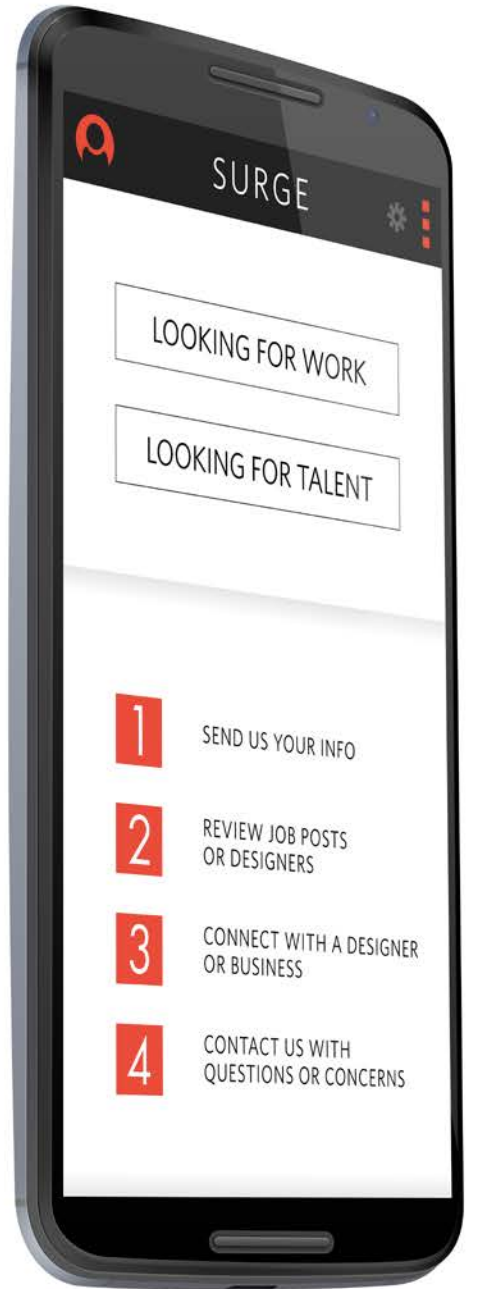 SURGE
LOOKING FOR WORK
LOOKING FOR TALENT
1
SEND US YOUR INFO
2
REVIEW JOB POSTS
OR DESIGNERS
3
CONNECT WITH A DESIGNER
OR BUSINESS
4
CONTACT US WITH
QUESTIONS OR CONCERNS